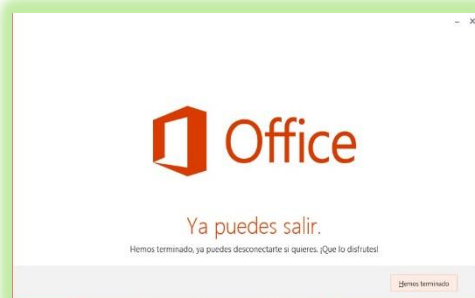 Office
Ya puedes salir.
Hemos terminado, ya puedes desconectarte si quieres. ¡Que lo disfrutes!
Hemos terminado